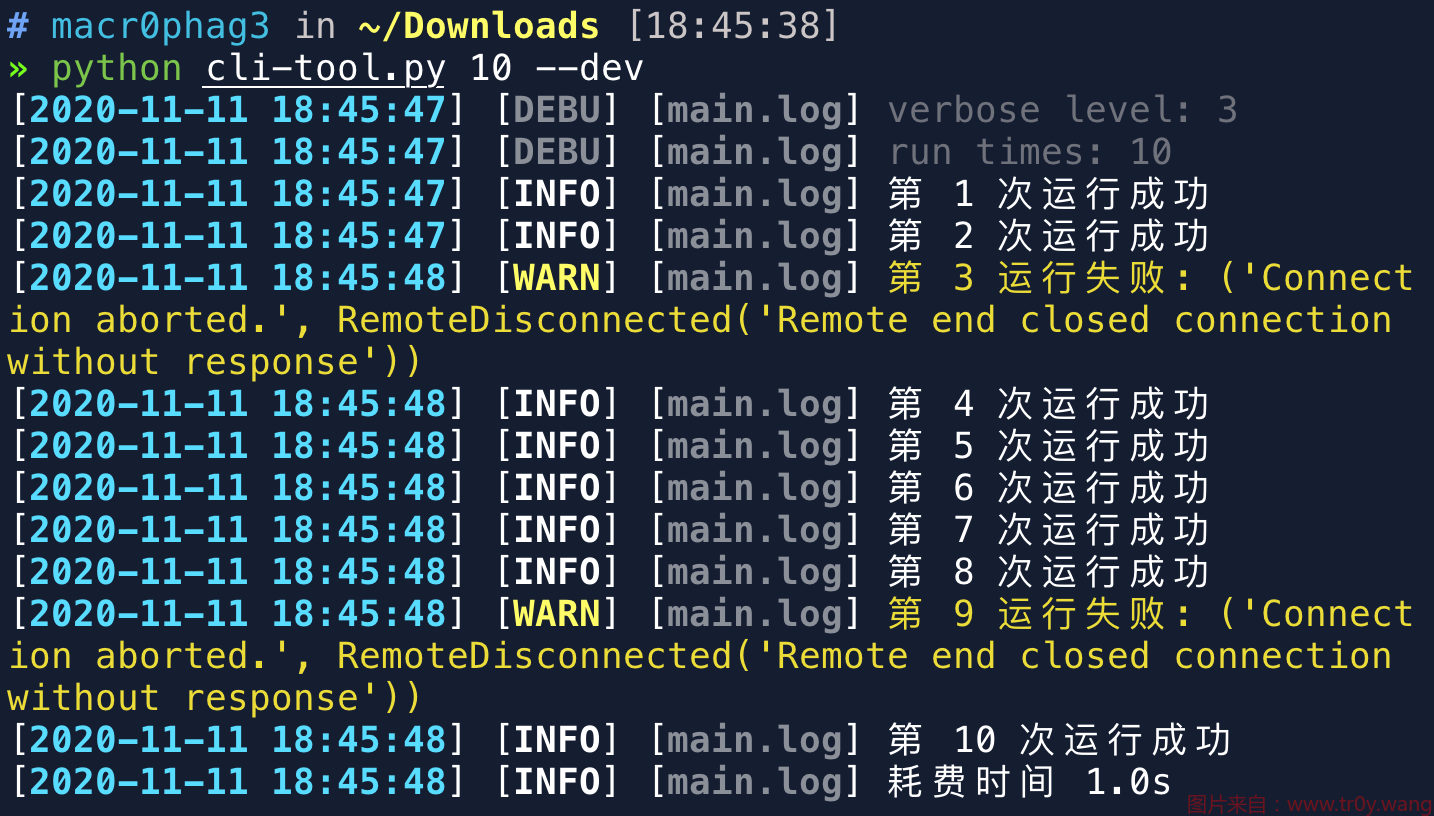 # macr0phag3 in ~/Downloads [18:45:38]
» python cli-tool.py 10 --dev
[2020-11-11 18:45:47] [DEBU] [main.log] verbose level: 3
[2020-11-11 18:45:47] [DEBU] [main.log] run times: 10
[2020-11-11 18:45:47] [INFO] [main.log] 第 1 次运行成功
[2020-11-11 18:45:47] [INFO] [main.log] 第 2 次运行成功
[2020-11-11 18:45:48] [WARN] [main.log] 第 3 运行失败: ('Connect
ion aborted.', RemoteDisconnected('Remote end closed connection
without response'))
[2020-11-11 18:45:48] [INFO] [main.log] 第 4 次运行成功
[2020-11-11 18:45:48] [INFO] [main.log] 第 5 次运行成功
[2020-11-11 18:45:48] [INFO] [main.log] 第 6 次运行成功
[2020-11-11 18:45:48] [INFO] [main.log] 第 7 次运行成功
[2020-11-11 18:45:48] [INFO] [main.log] 第 8 次运行成功
[2020-11-11 18:45:48] [WARN] [main.log] 第 9 运行失败: ('Connect
ion aborted.', RemoteDisconnected('Remote end closed connection
without response'))
[2020-11-11 18:45:48] [INFO] [main.log] 第 10 次运行成功
[2020-11-11 18:45:48] [INFO] [main.log] 耗费时间 1.0s
图片来自：www.tr0y.wang